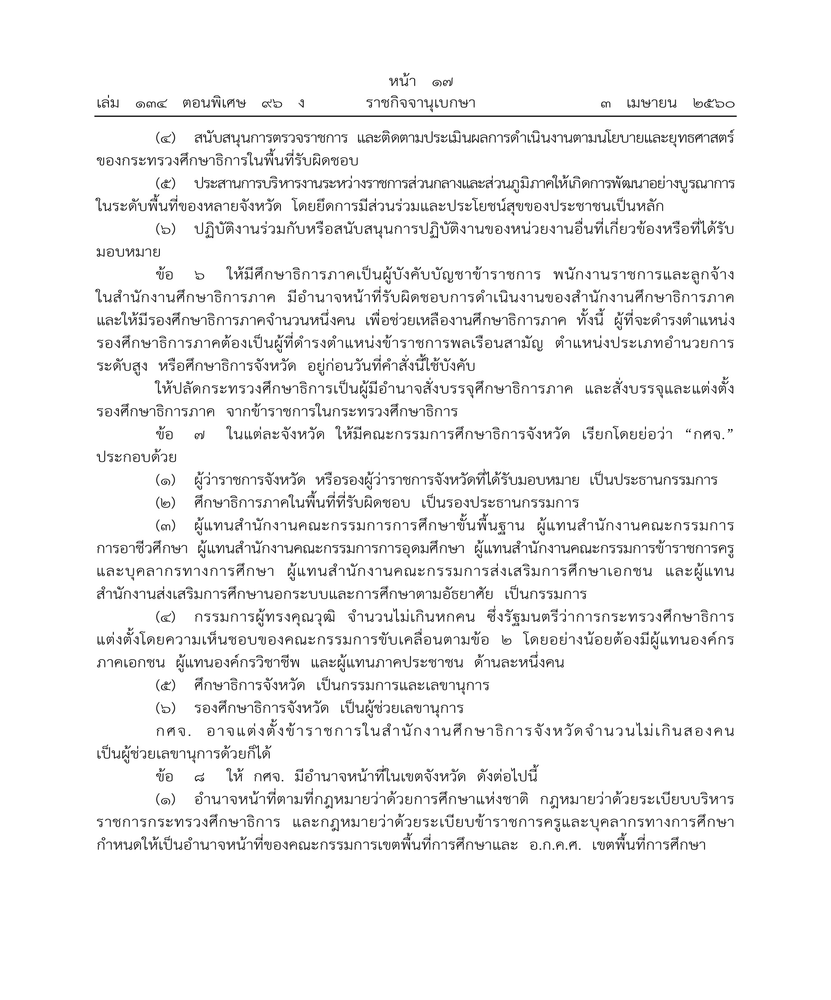 หน้า ๑๗
เล่ม ๑๓๔ ตอนพิเศษ ๙๖ ง ราชกิจจานุเบกษา ๓ เมษายน ๒๕๖๐
(๔) สนับสนุนการตรวจราชการ และติดตามประเมินผลการดำเนินงานตามนโยบายและยุทธศาสตร์
ของกระทรวงศึกษาธิการในพื้นที่รับผิดชอบ
(๕) ประสานการบริหารงานระหว่างราชการส่วนกลางและส่วนภูมิภาคให้เกิดการพัฒนาอย่างบูรณาการ
ในระดับพื้นที่ของหลายจังหวัด โดยยึดการมีส่วนร่วมและประโยชน์สุขของประชาชนเป็นหลัก
(๖) ปฏิบัติงานร่วมกับหรือสนับสนุนการปฏิบัติงานของหน่วยงานอื่นที่เกี่ยวข้องหรือที่ได้รับ
มอบหมาย
ข้อ ๖ ให้มีศึกษาธิการภาคเป็นผู้บังคับบัญชาข้าราชการ พนักงานราชการและลูกจ้าง
ในสำนักงานศึกษาธิการภาค มีอำนาจหน้าที่รับผิดชอบการดำเนินงานของสำนักงานศึกษาธิการภาค
และให้มีรองศึกษาธิการภาคจำนวนหนึ่งคน เพื่อช่วยเหลืองานศึกษาธิการภาค ทั้งนี้ ผู้ที่จะดำรงตำแหน่ง
รองศึกษาธิการภาคต้องเป็นผู้ที่ดำรงตำแหน่งข้าราชการพลเรือนสามัญ ตำแหน่งประเภทอำนวยการ
ระดับสูง หรือศึกษาธิการจังหวัด อยู่ก่อนวันที่คำสั่งนี้ใช้บังคับ
ให้ปลัดกระทรวงศึกษาธิการเป็นผู้มีอำนาจสั่งบรรจุศึกษาธิการภาค และสั่งบรรจุและแต่งตั้ง
รองศึกษาธิการภาค จากข้าราชการในกระทรวงศึกษาธิการ
ข้อ ๗ ในแต่ละจังหวัด ให้มีคณะกรรมการศึกษาธิการจังหวัด เรียกโดยย่อว่า “กศจ.”
ประกอบด้วย
(๑) ผู้ว่าราชการจังหวัด หรือรองผู้ว่าราชการจังหวัดที่ได้รับมอบหมาย เป็นประธานกรรมการ
(๒) ศึกษาธิการภาคในพื้นที่ที่รับผิดชอบ เป็นรองประธานกรรมการ
(๓) ผู้แทนสำนักงานคณะกรรมการการศึกษาขั้นพื้นฐาน ผู้แทนสำนักงานคณะกรรมการ
การอาชีวศึกษา ผู้แทนสำนักงานคณะกรรมการการอุดมศึกษา ผู้แทนสำนักงานคณะกรรมการข้าราชการครู
และบุคลากรทางการศึกษา ผู้แทนสำนักงานคณะกรรมการส่งเสริมการศึกษาเอกชน และผู้แทน
สำนักงานส่งเสริมการศึกษานอกระบบและการศึกษาตามอัธยาศัย เป็นกรรมการ
(๔) กรรมการผู้ทรงคุณวุฒิ จำนวนไม่เกินหกคน ซึ่งรัฐมนตรีว่าการกระทรวงศึกษาธิการ
แต่งตั้งโดยความเห็นชอบของคณะกรรมการขับเคลื่อนตามข้อ ๒ โดยอย่างน้อยต้องมีผู้แทนองค์กร
ภาคเอกชน ผู้แทนองค์กรวิชาชีพ และผู้แทนภาคประชาชน ด้านละหนึ่งคน
(๕) ศึกษาธิการจังหวัด เป็นกรรมการและเลขานุการ
(๖) รองศึกษาธิการจังหวัด เป็นผู้ช่วยเลขานุการ
กศจ. อาจแต่งตั้งข้าราชการในสำนักงานศึกษาธิการจังหวัดจำนวนไม่เกินสองคน
เป็นผู้ช่วยเลขานุการด้วยก็ได้
ข้อ ๘ ให้ กศจ. มีอำนาจหน้าที่ในเขตจังหวัด ดังต่อไปนี้
(๑) อำนาจหน้าที่ตามที่กฎหมายว่าด้วยการศึกษาแห่งชาติ กฎหมายว่าด้วยระเบียบบริหาร
ราชการกระทรวงศึกษาธิการ และกฎหมายว่าด้วยระเบียบข้าราชการครูและบุคลากรทางการศึกษา
กำหนดให้เป็นอำนาจหน้าที่ของคณะกรรมการเขตพื้นที่การศึกษาและ อ.ก.ค.ศ. เขตพื้นที่การศึกษา